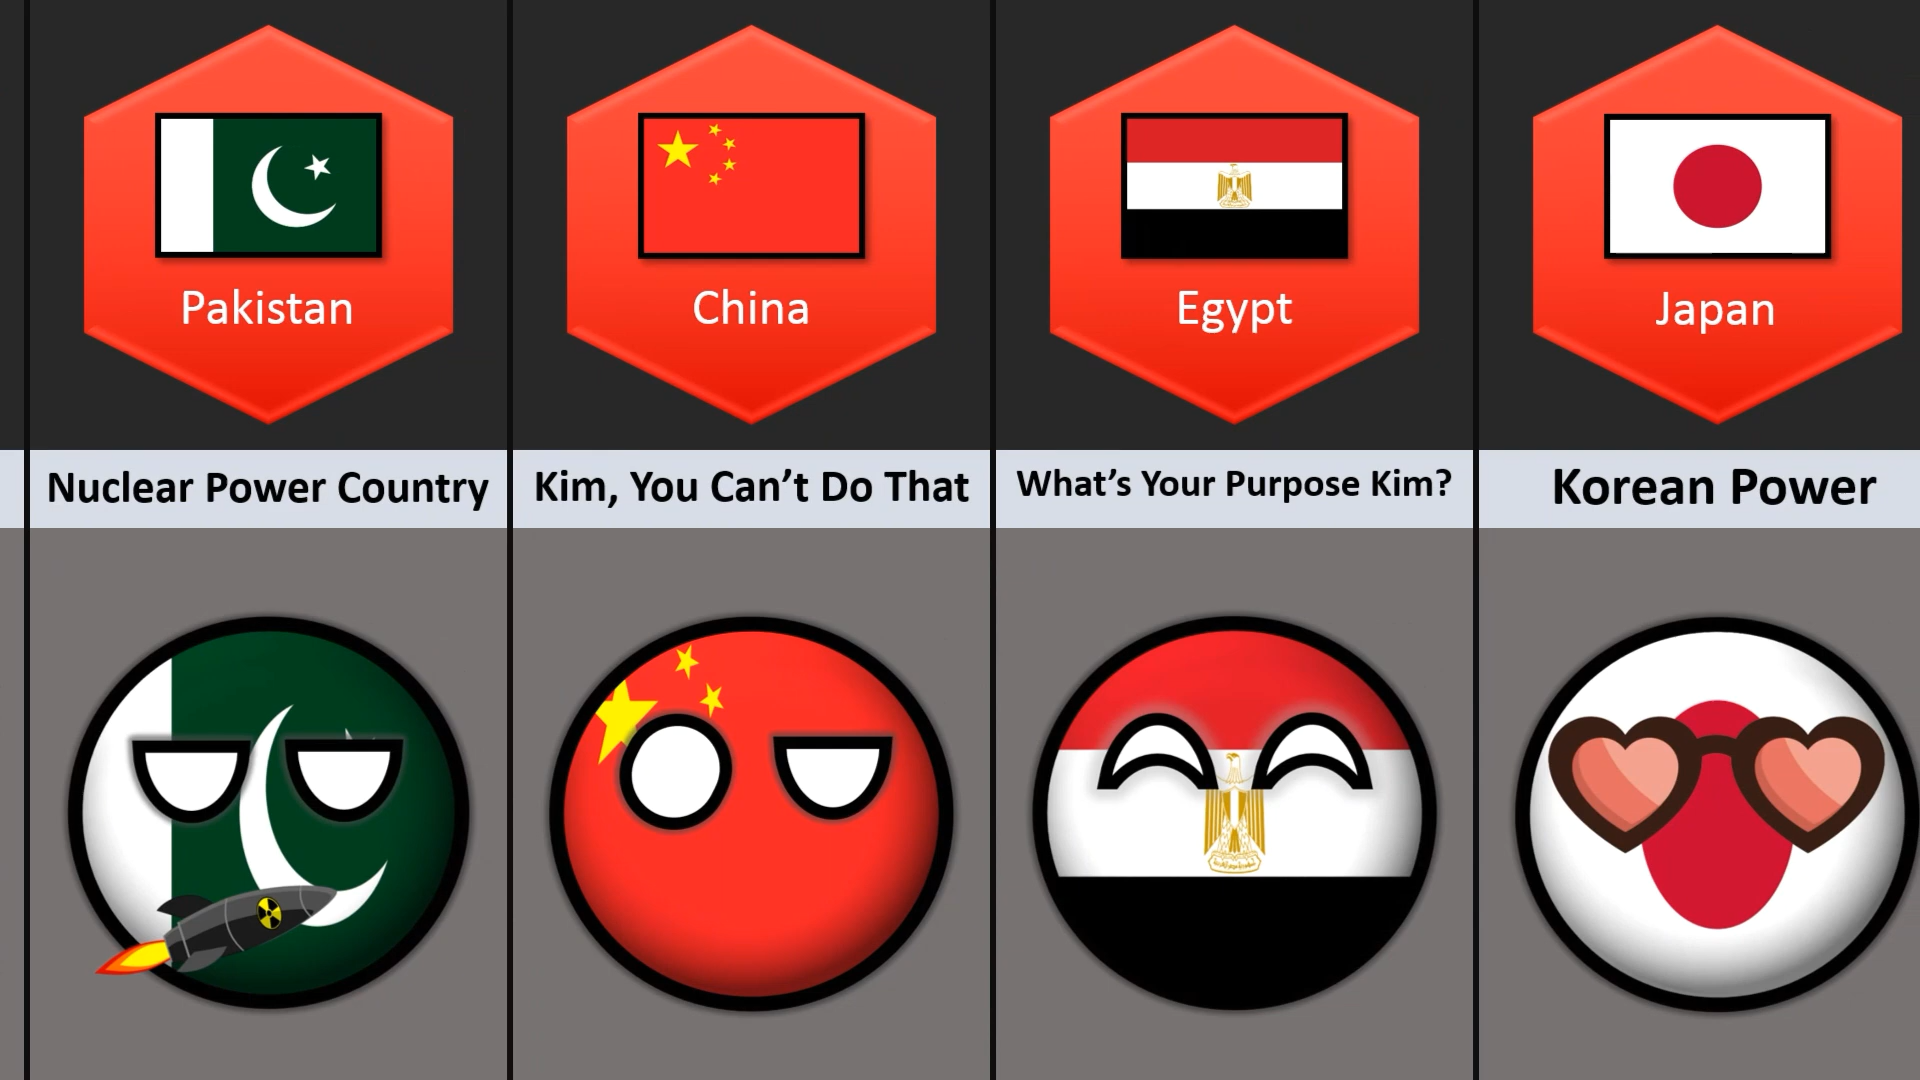 Pakistan
China
Egypt
Japan
Nuclear Power Country
Kim, You Can’t Do That
What’s Your Purpose Kim?
Korean Power